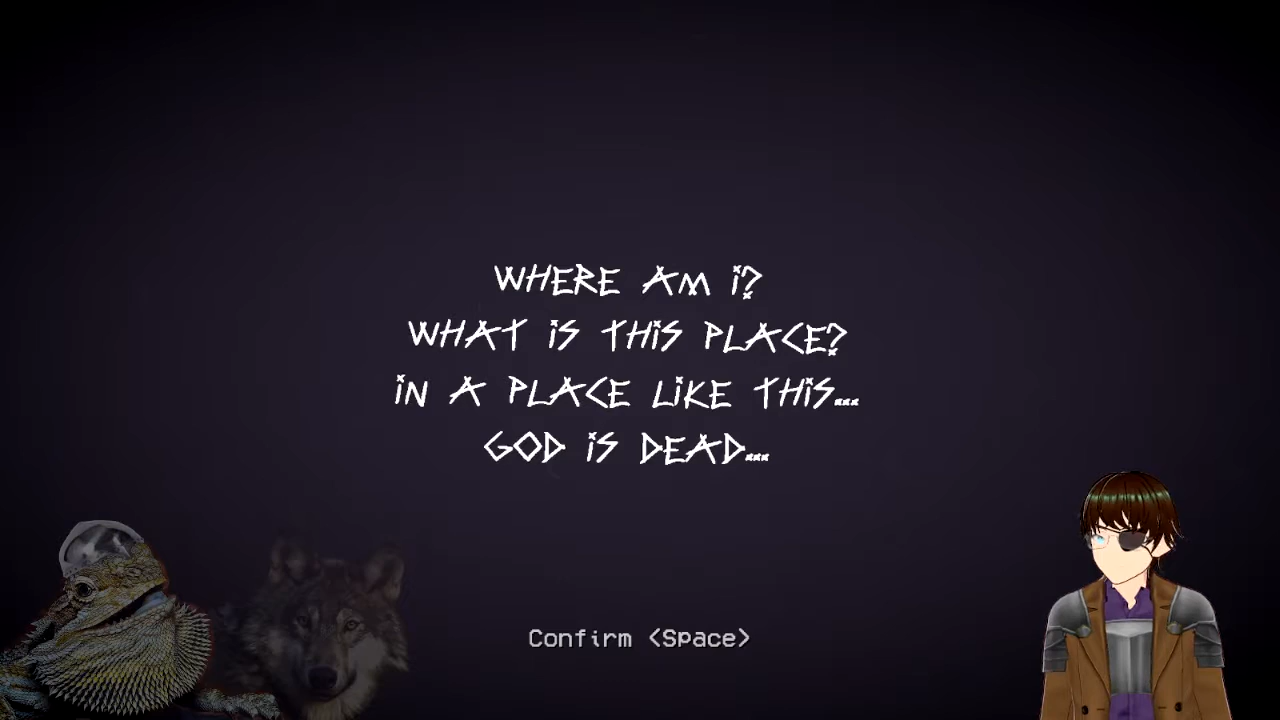 WHERE AM i?
WHAT iS THiS PLACE?
iN A PLACE LiKE THiS...
GOD iS DEAD...
Confirm <Space>